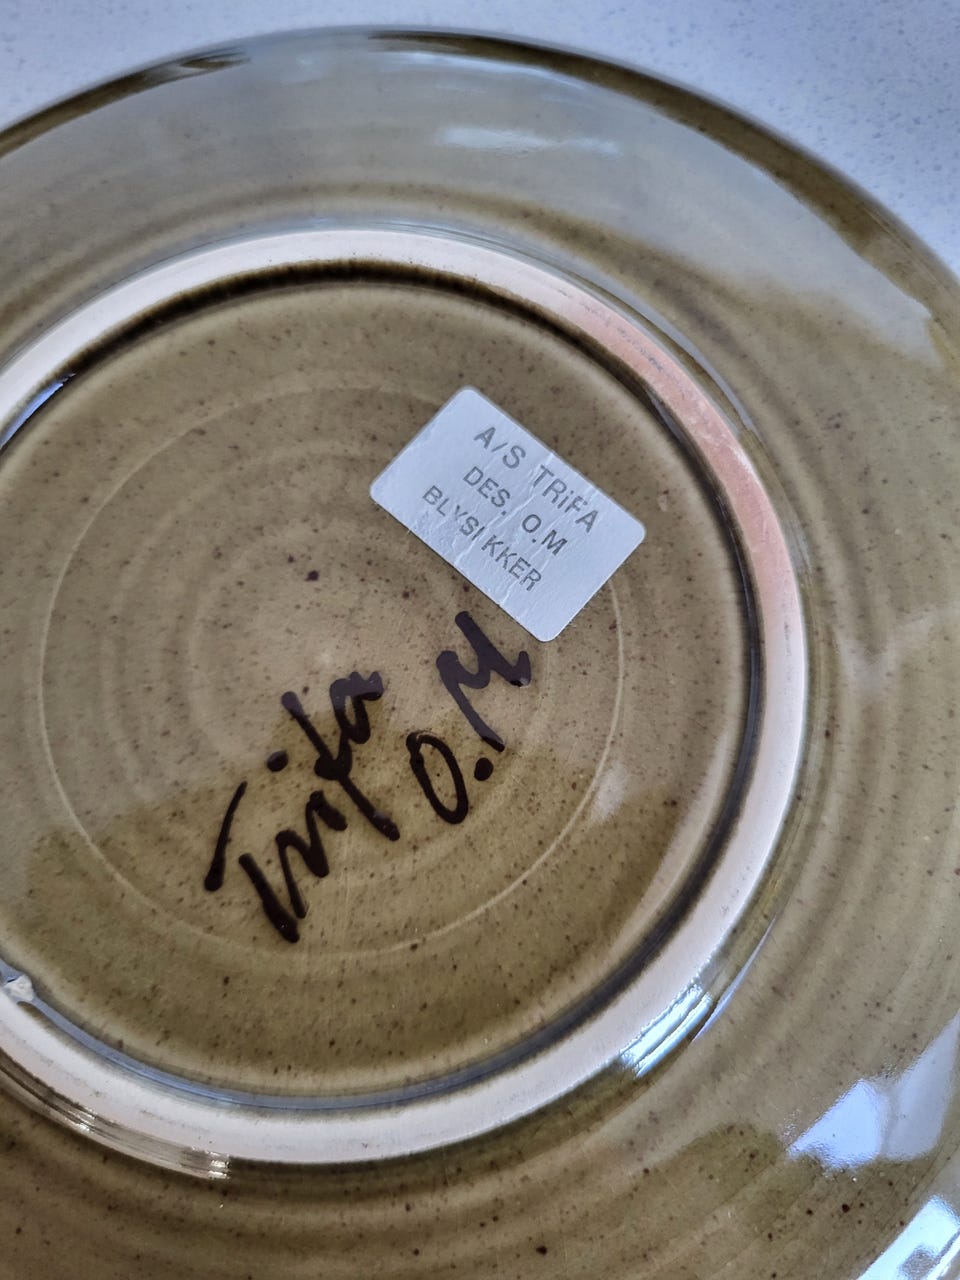 A/S TRiFA
DES. O.M
BLYSIKKER
Trifa
O.M